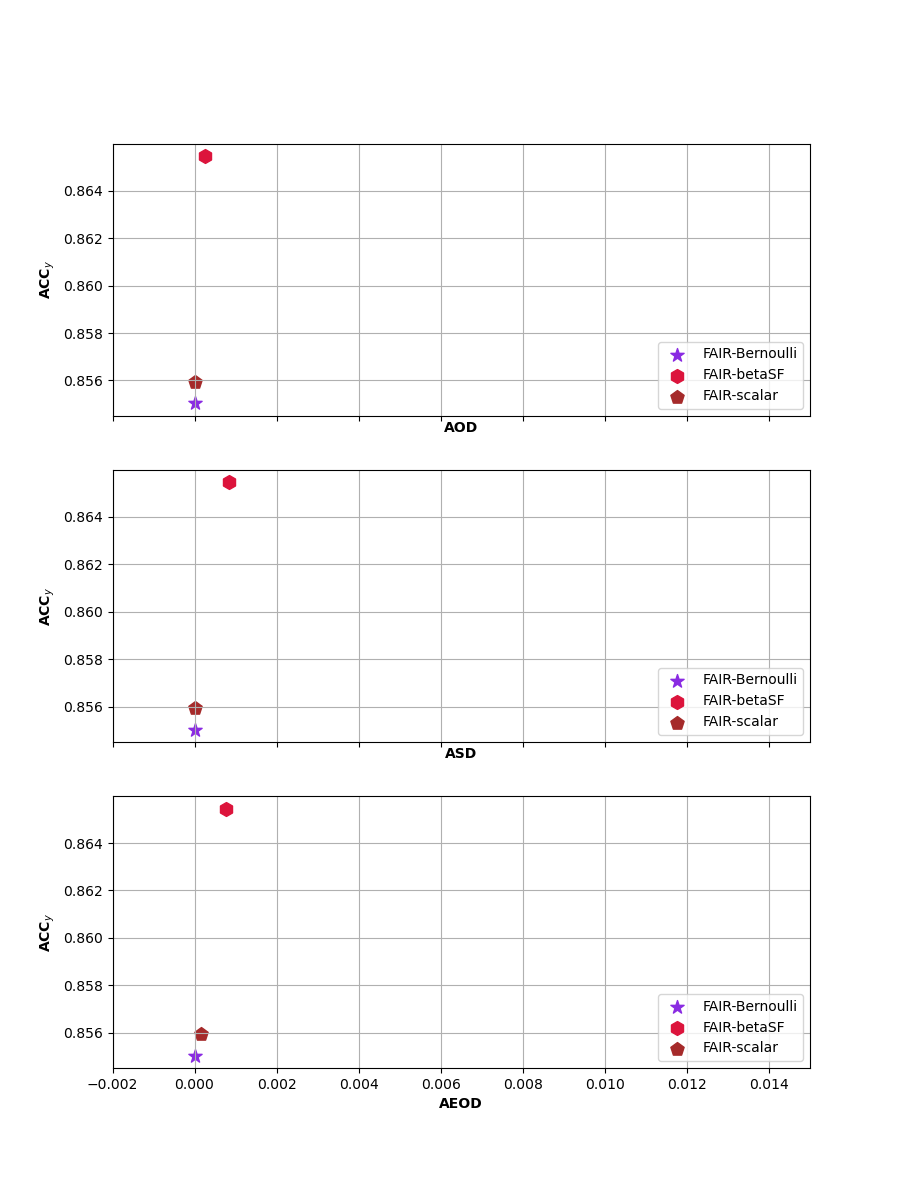 0.864
0.862
0.860
0.858
0.856
ACCy
FAIR-Bernoulli
FAIR-betaSF
FAIR-scalar
AOD
0.864
0.862
0.860
0.858
0.856
ACCy
FAIR-Bernoulli
FAIR-betaSF
FAIR-scalar
ASD
0.864
0.862
0.860
0.858
0.856
ACCy
FAIR-Bernoulli
FAIR-betaSF
FAIR-scalar
−0.002 0.000 0.002 0.004 0.006 0.008 0.010 0.012 0.014
AEOD